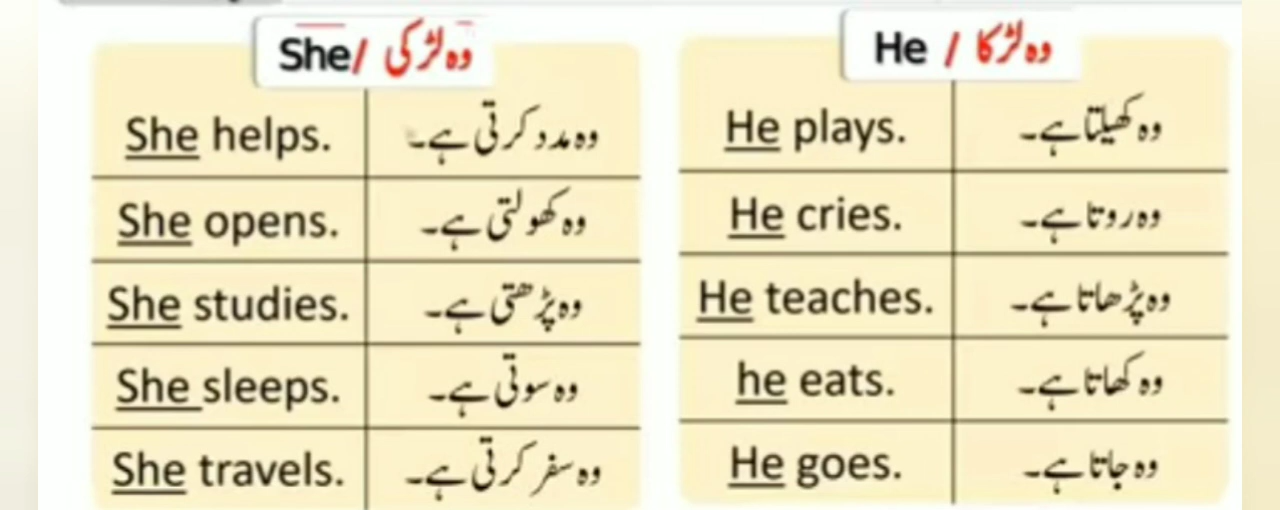 She/ وہ لڑکی
She helps. وہ مدد کرتی ہے۔
She opens. وہ کھولتی ہے۔
She studies. وہ پڑھتی ہے۔
She sleeps. وہ سوتی ہے۔
She travels. وہ سفر کرتی ہے۔
He / وہ لڑکا
He plays. وہ کھیلتا ہے۔
He cries. وہ روتا ہے۔
He teaches. وہ پڑھاتا ہے۔
he eats. وہ کھاتا ہے۔
He goes. وہ جاتا ہے۔